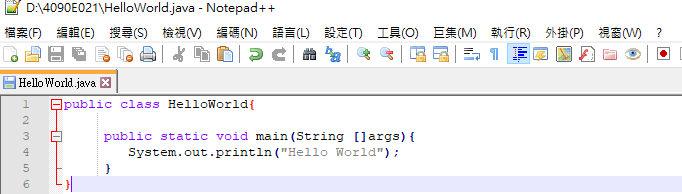 D:\4090E021\HelloWorld.java - Notepad++
檔案(F) 編輯(E) 搜尋(S) 檢視(V) 編碼(N) 語言(L) 設定(T) 工具(O) 巨集(M) 執行(R) 外掛(P) 視窗(W) ?
HelloWorld.java
1 public class HelloWorld{
2
3 public static void main(String []args){
4 System.out.println("Hello World");
5 }
6 }